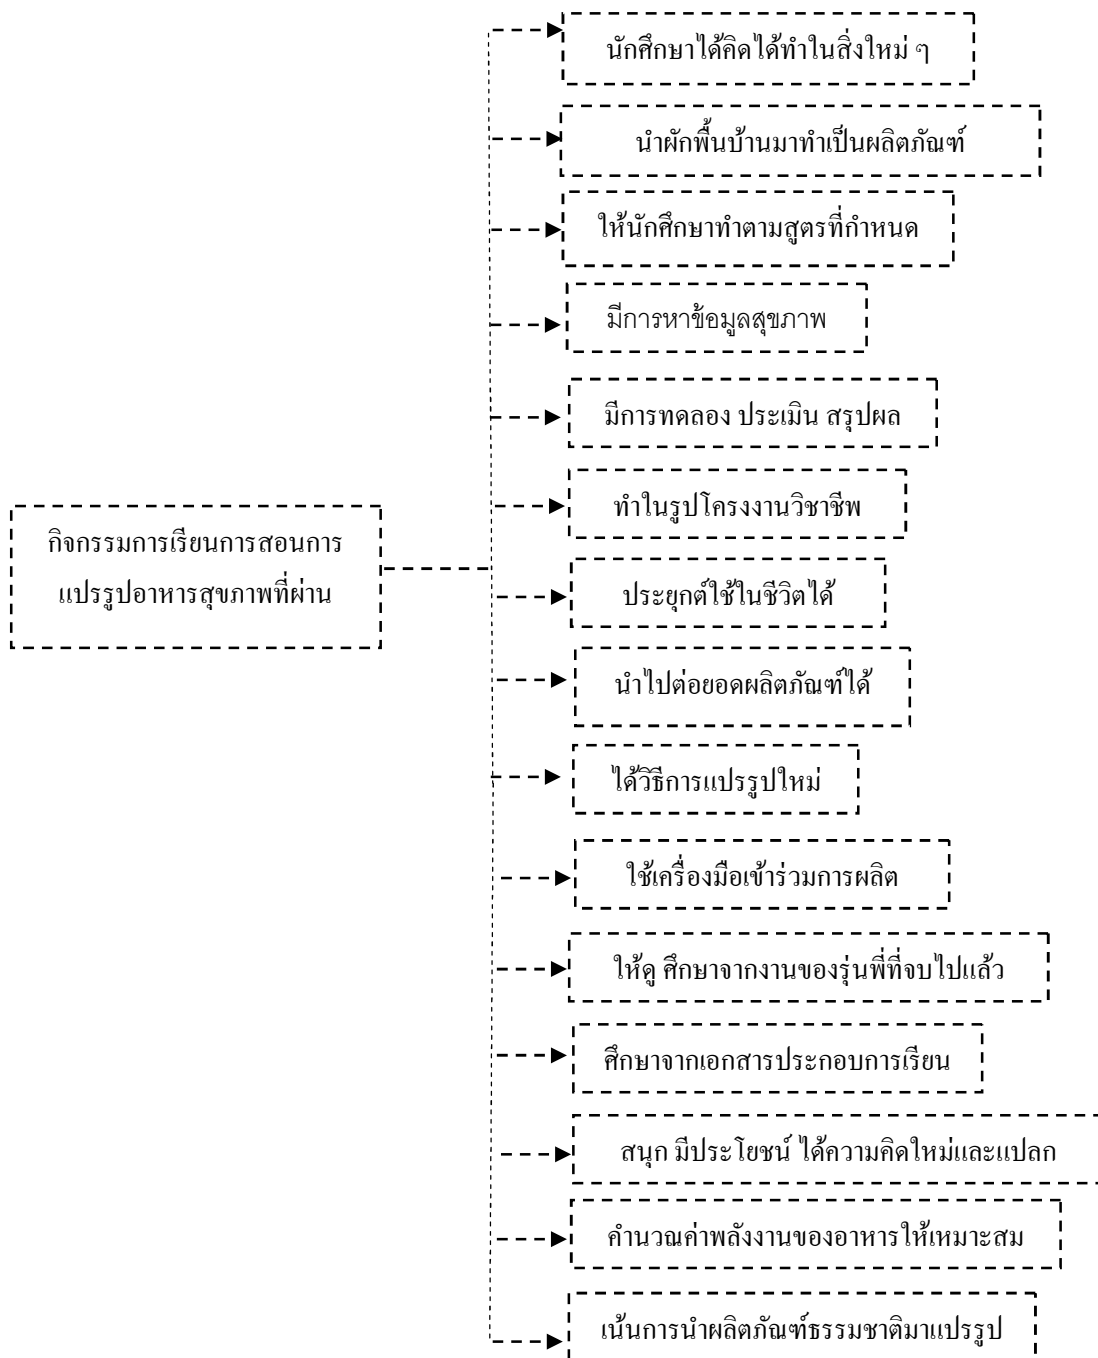 นักศึกษาได้คิดได้ทำในสิ่งใหม่ ๆ
นำผักพื้นบ้านมาทำเป็นผลิตภัณฑ์
ให้นักศึกษาทำตามสูตรที่กำหนด
มีการหาข้อมูลสุขภาพ
มีการทดลอง ประเมิน สรุปผล
ทำในรูปโครงงานวิชาชีพ
กิจกรรมการเรียนการสอนการ
แปรรูปอาหารสุขภาพที่ผ่าน
ประยุกต์ใช้ในชีวิตได้
นำไปต่อยอดผลิตภัณฑ์ได้
ได้วิธีการแปรรูปใหม่
ใช้เครื่องมือเข้าร่วมการผลิต
ให้ดู ศึกษาจากงานของรุ่นพี่ที่จบไปแล้ว
ศึกษาจากเอกสารประกอบการเรียน
สนุก มีประโยชน์ ได้ความคิดใหม่และแปลก
คำนวณค่าพลังงานของอาหารให้เหมาะสม
เน้นการนำผลิตภัณฑ์ธรรมชาติมาแปรรูป